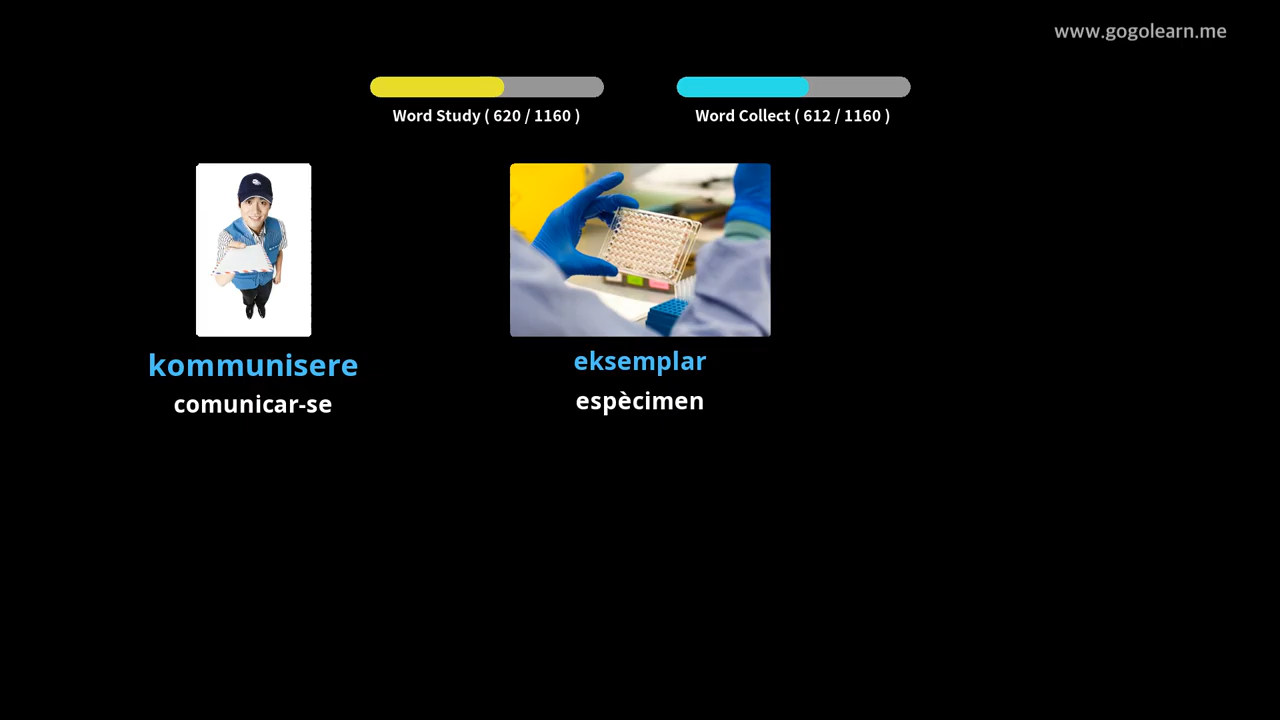 www.gogolearn.me
Word Study ( 620 / 1160 )
Word Collect ( 612 / 1160 )
kommunisere
comunicar-se
eksemplar
espècimen